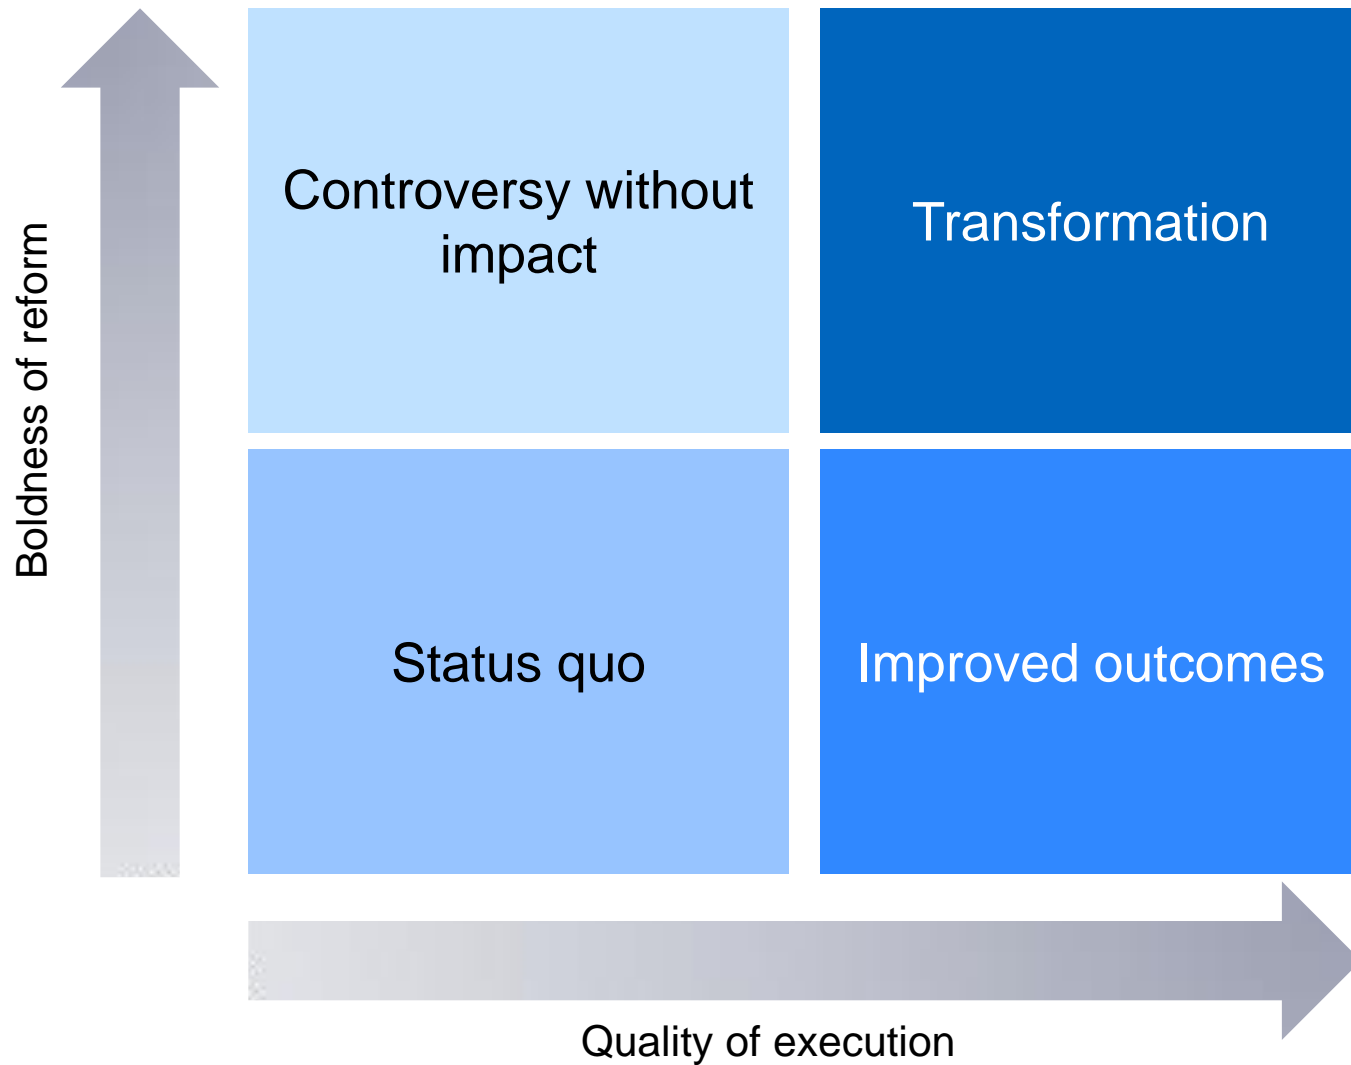 Boldness of reform
Controversy without
impact
Transformation
Status quo
Improved outcomes
Quality of execution